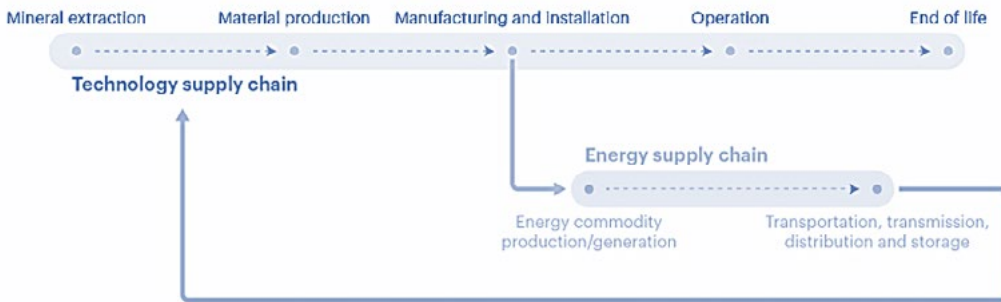 Mineral extraction Material production Manufacturing and installation Operation End of life
Technology supply chain
Energy supply chain
Energy commodity production/generation
Transportation, transmission, distribution and storage